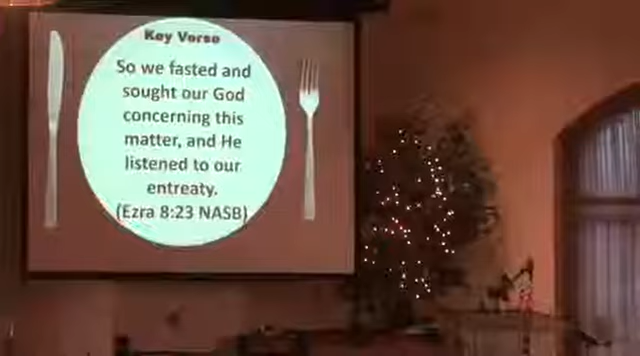 Key Verse
So we fasted and
sought our God
concerning this
matter, and He
listened to our
entreaty.
(Ezra 8:23 NASB)